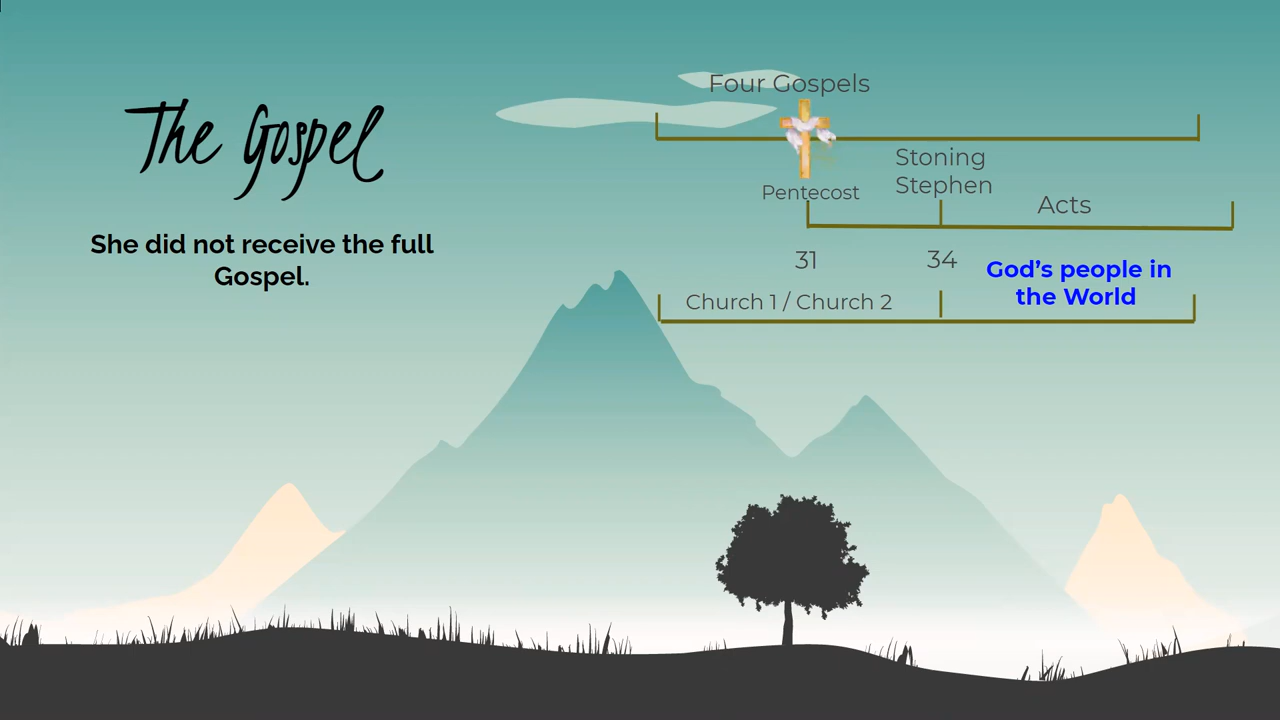 The Gospel
She did not receive the full
Gospel.
Four Gospels
Pentecost
Stoning
Stephen
Acts
31
34
God's people in
the World
Church 1 / Church 2